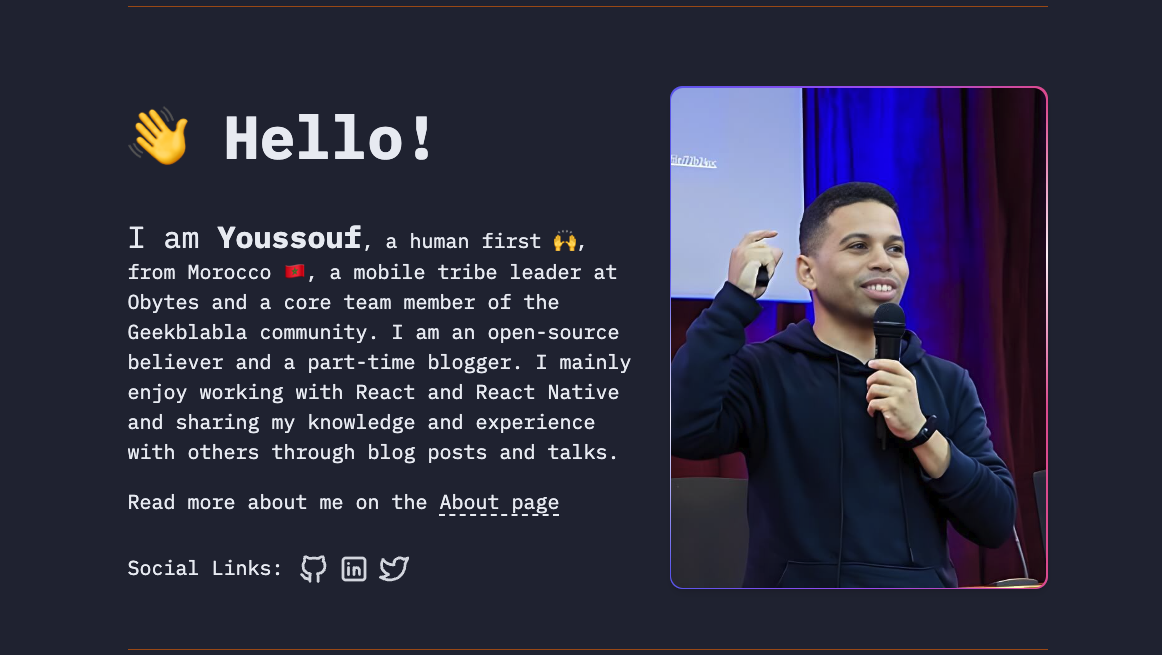 👋 Hello!
I am Youssouf, a human first 🙌,
from Morocco 🇲🇦, a mobile tribe leader at
Obytes and a core team member of the
Geekblabla community. I am an open-source
believer and a part-time blogger. I mainly
enjoy working with React and React Native
and sharing my knowledge and experience
with others through blog posts and talks.
Read more about me on the About page
Social Links:
in